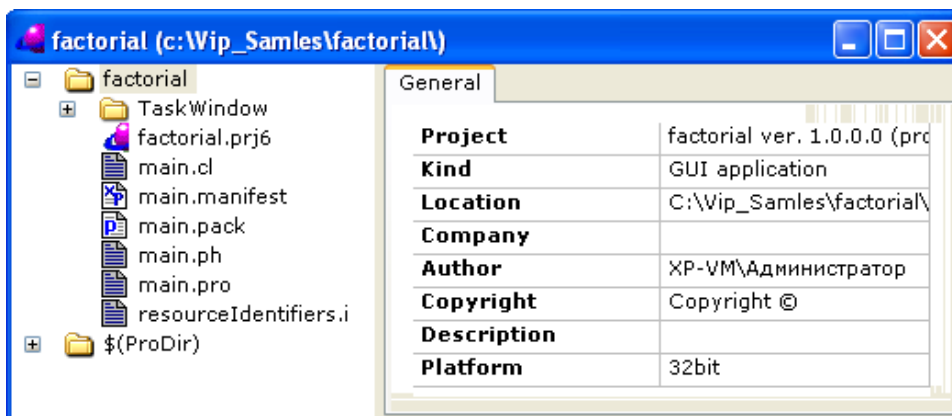 factorial (c:\Vip_Samles\factorial\)
factorial
TaskWindow
factorial.prj6
main.cl
main.manifest
main.pack
main.ph
main.pro
resourceIdentifiers.i
$(ProDir)
General
Project factorial ver. 1.0.0.0 (pro
Kind GUI application
Location C:\Vip_Samles\factorial\
Company
Author XP-VM\Администратор
Copyright Copyright ©
Description
Platform 32bit